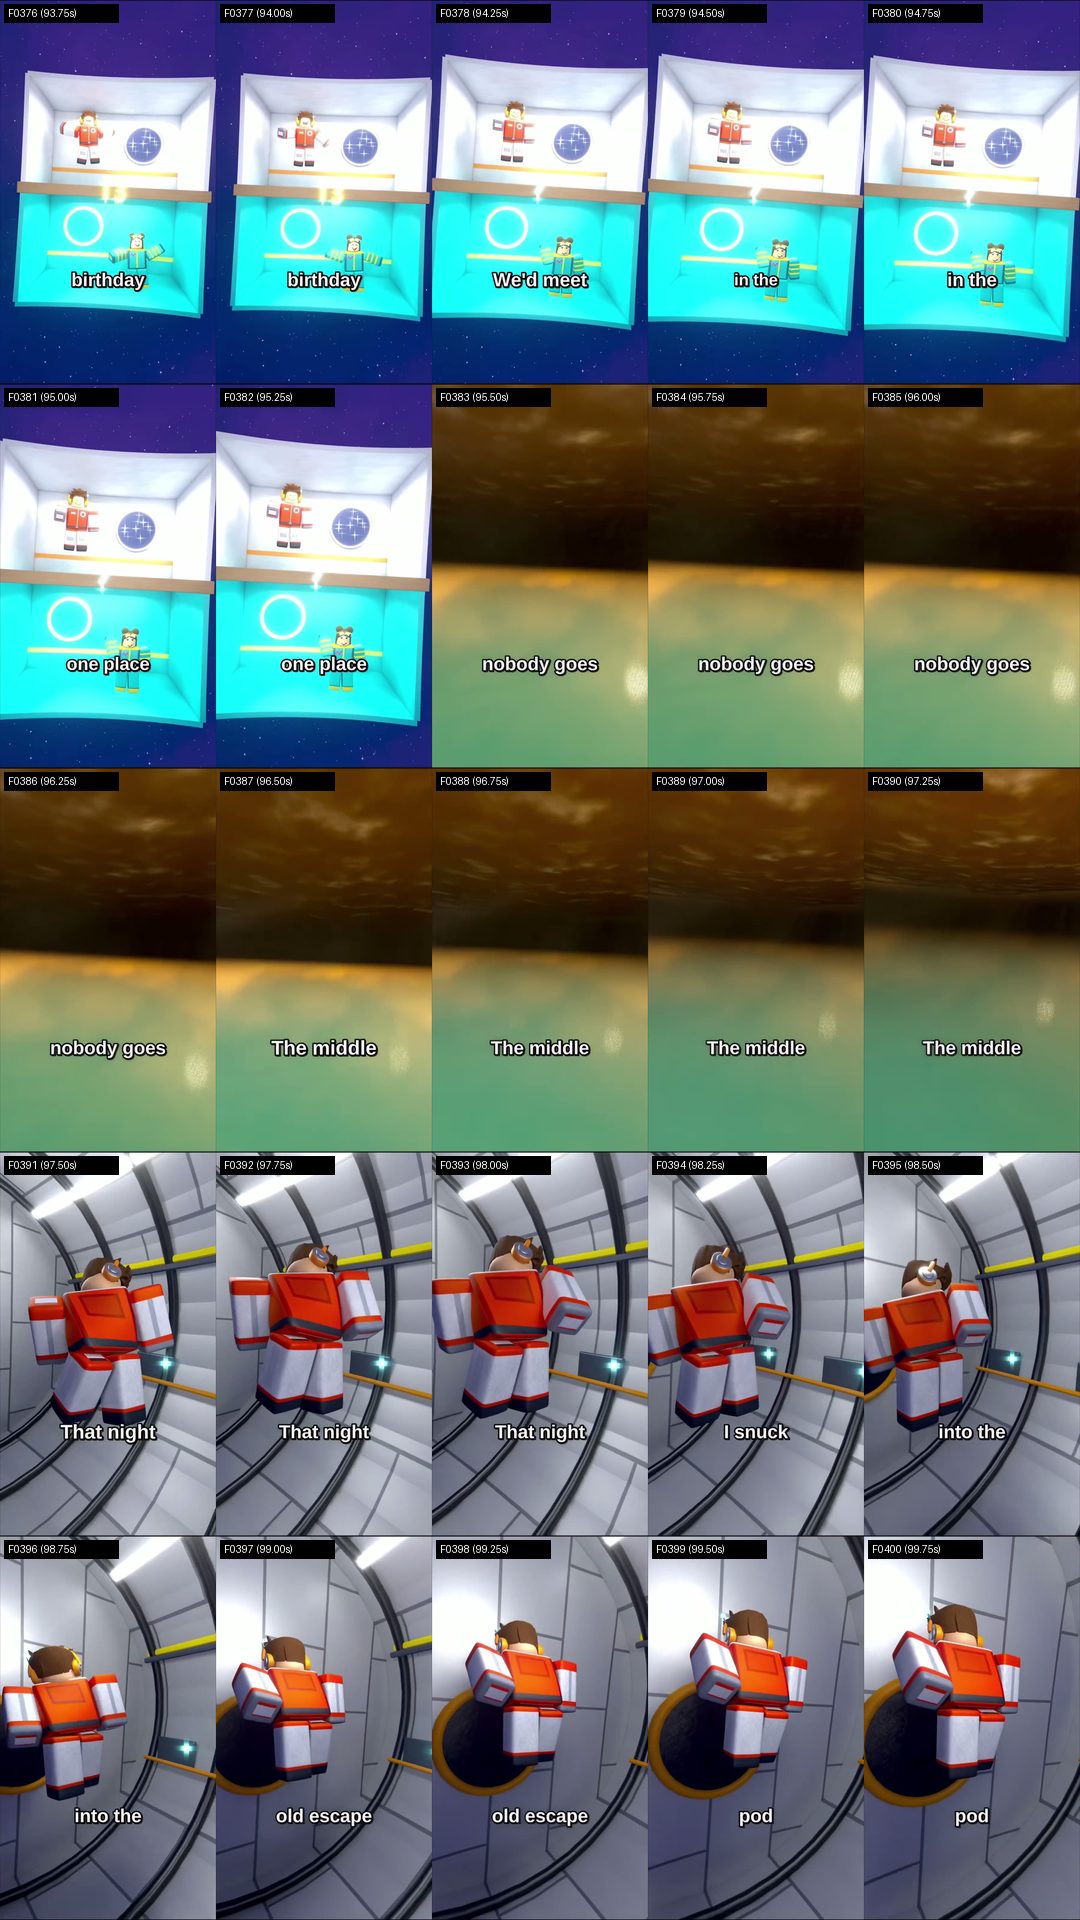 F0376 (93.75s)
F0377 (94.00s)
F0378 (94.25s)
F0379 (94.50s)
F0380 (94.75s)
birthday
birthday
We'd meet
in the
in the
F0381 (95.00s)
F0382 (95.25s)
F0383 (95.50s)
F0384 (95.75s)
F0385 (96.00s)
one place
one place
nobody goes
nobody goes
nobody goes
F0386 (96.25s)
F0387 (96.50s)
F0388 (96.75s)
F0389 (97.00s)
F0390 (97.25s)
nobody goes
The middle
The middle
The middle
The middle
F0391 (97.50s)
F0392 (97.75s)
F0393 (98.00s)
F0394 (98.25s)
F0395 (98.50s)
That night
That night
That night
I snuck
into the
F0396 (98.75s)
F0397 (99.00s)
F0398 (99.25s)
F0399 (99.50s)
F0400 (99.75s)
into the
old escape
old escape
pod
pod